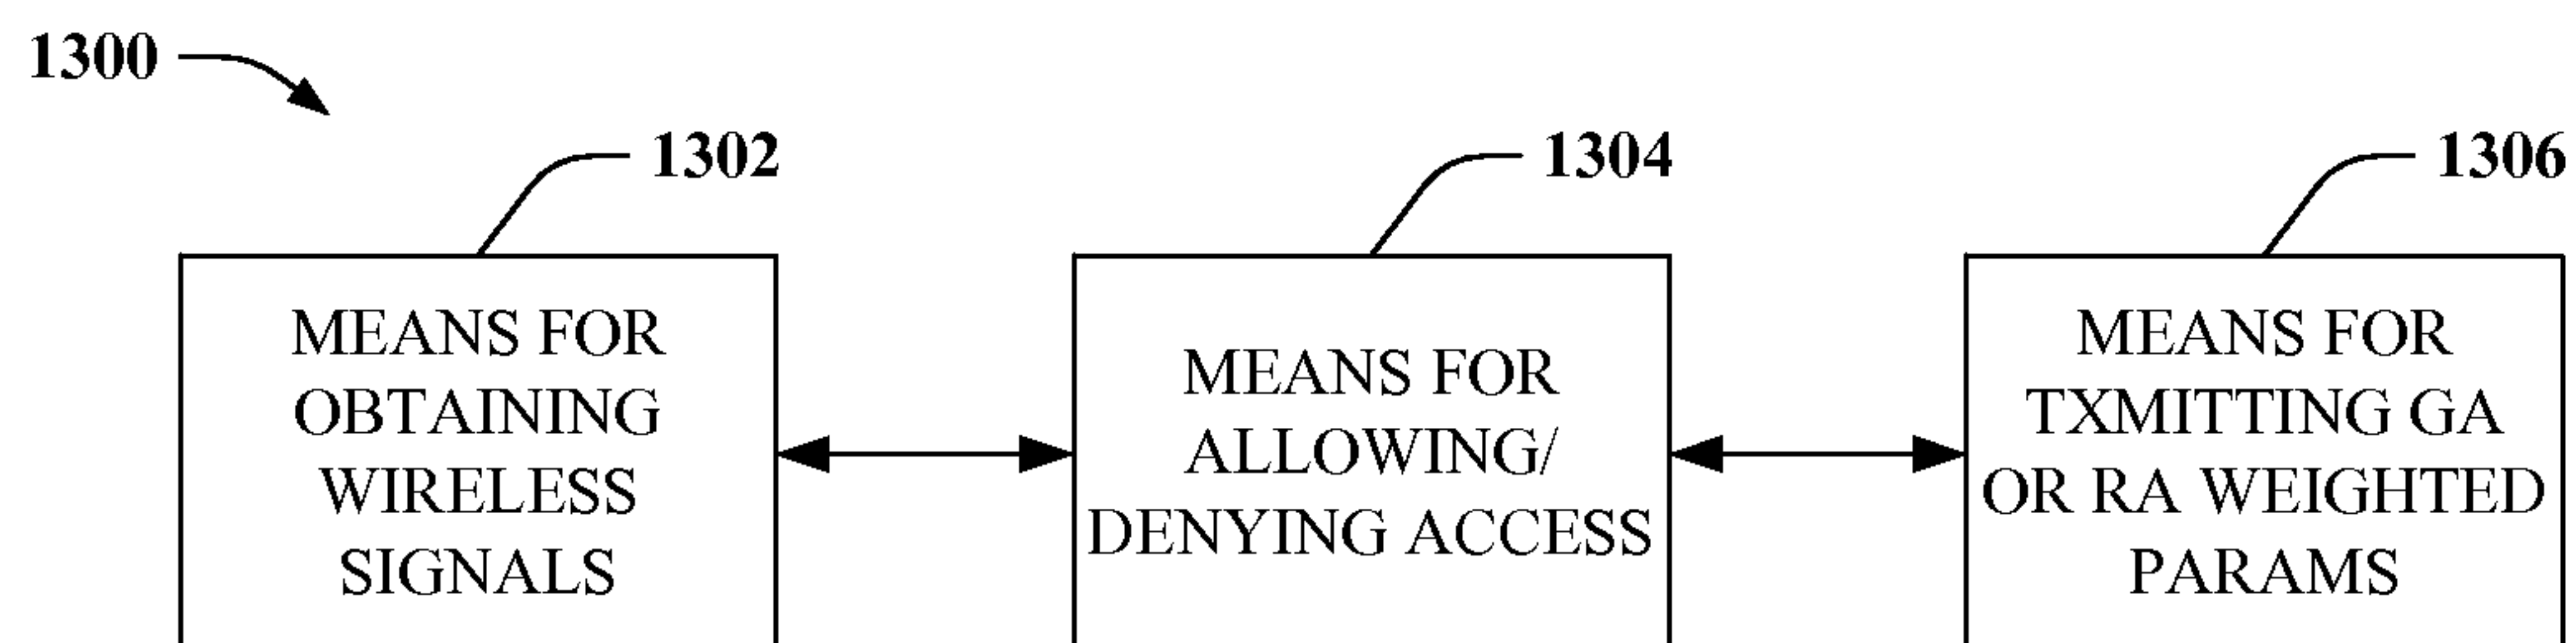 1300
1302
1304
1306
MEANS FOR
OBTAINING
WIRELESS
SIGNALS
MEANS FOR
ALLOWING/
DENYING ACCESS
MEANS FOR
TXMITTING GA
OR RA WEIGHTED
PARAMS